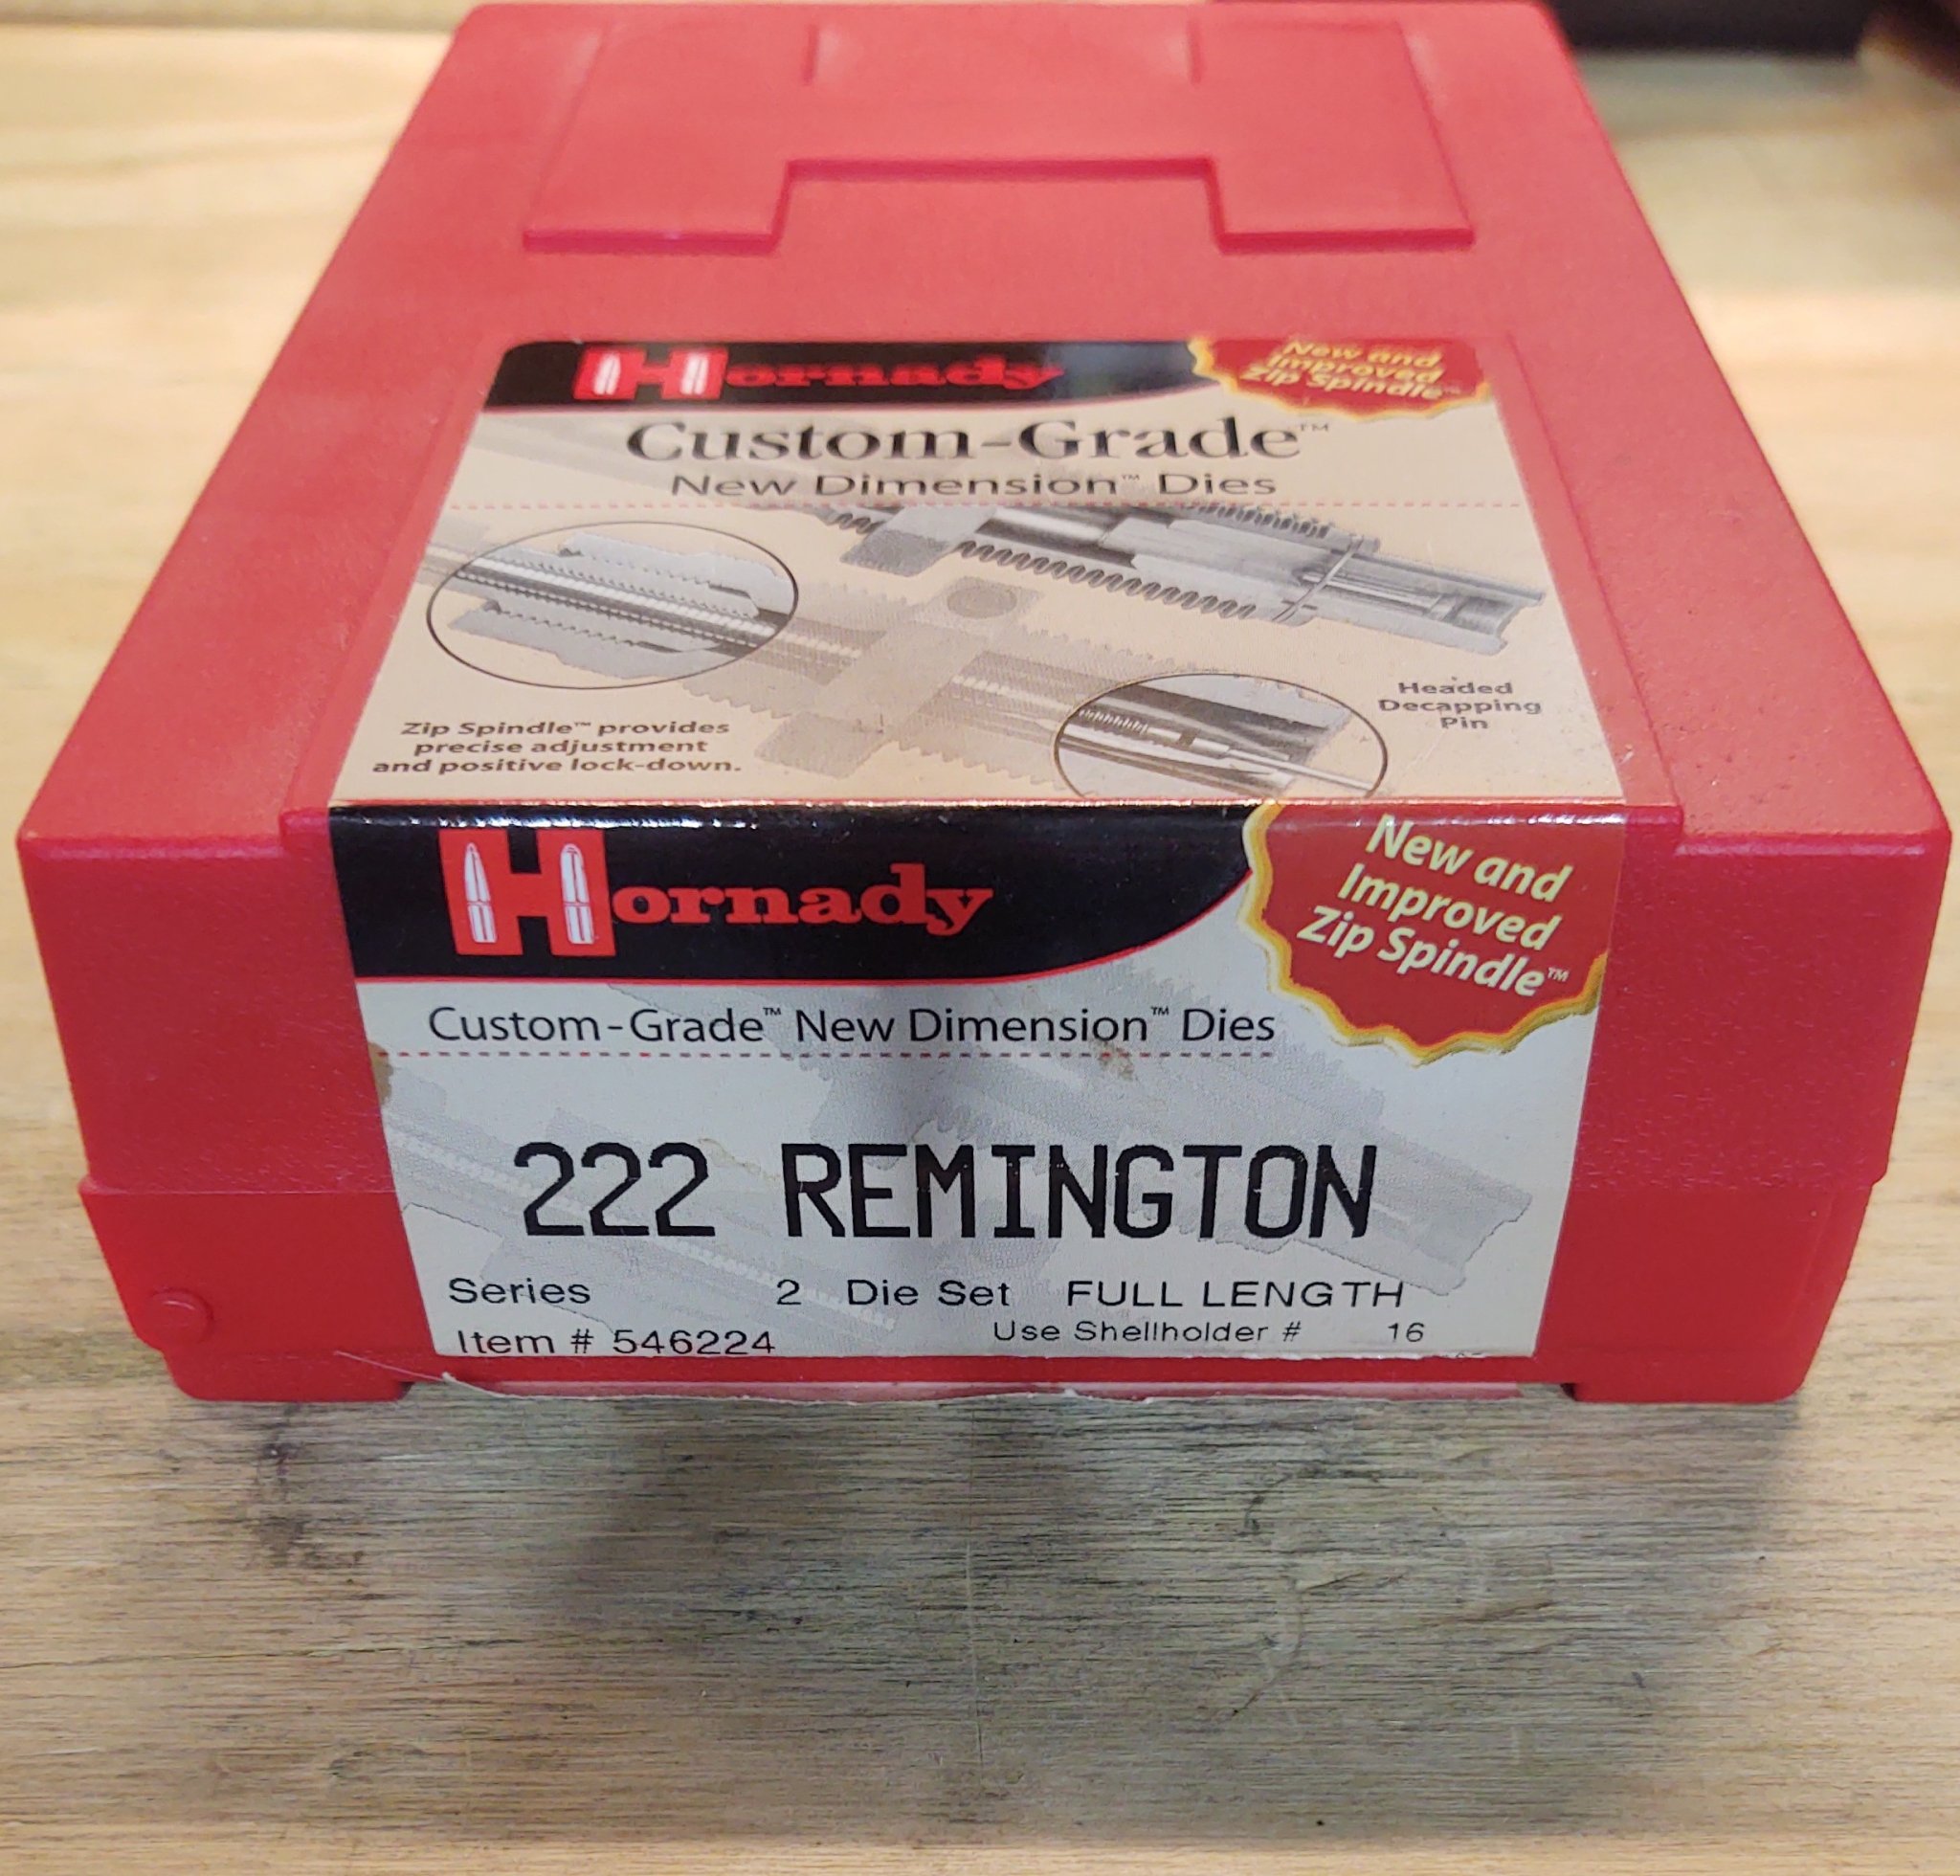 Hornady
New and
Improved
Zip Spindle™
Custom-Grade™
New Dimension™ Dies
Headed
Decapping
Pin
Zip Spindle™ provides
precise adjustment
and positive lock-down.
Hornady
New and
Improved
Zip Spindle™
Custom-Grade™ New Dimension™ Dies
222 REMINGTON
Series 2 Die Set FULL LENGTH
Item # 546224 Use Shellholder # 16